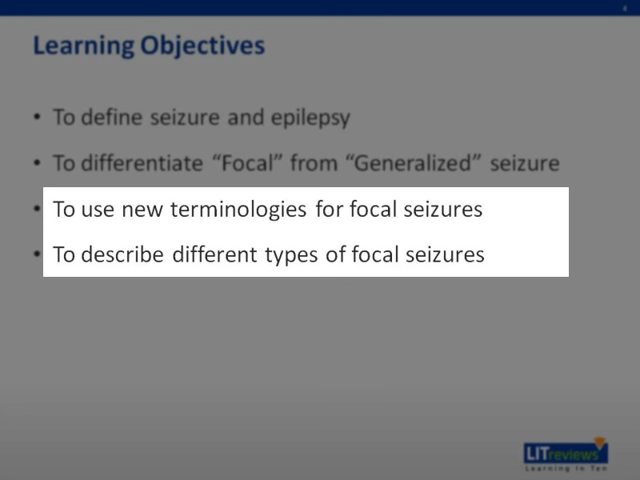 4
Learning Objectives
• To define seizure and epilepsy
• To differentiate “Focal” from “Generalized” seizure
• To use new terminologies for focal seizures
• To describe different types of focal seizures
LITreviews
Learning In Ten